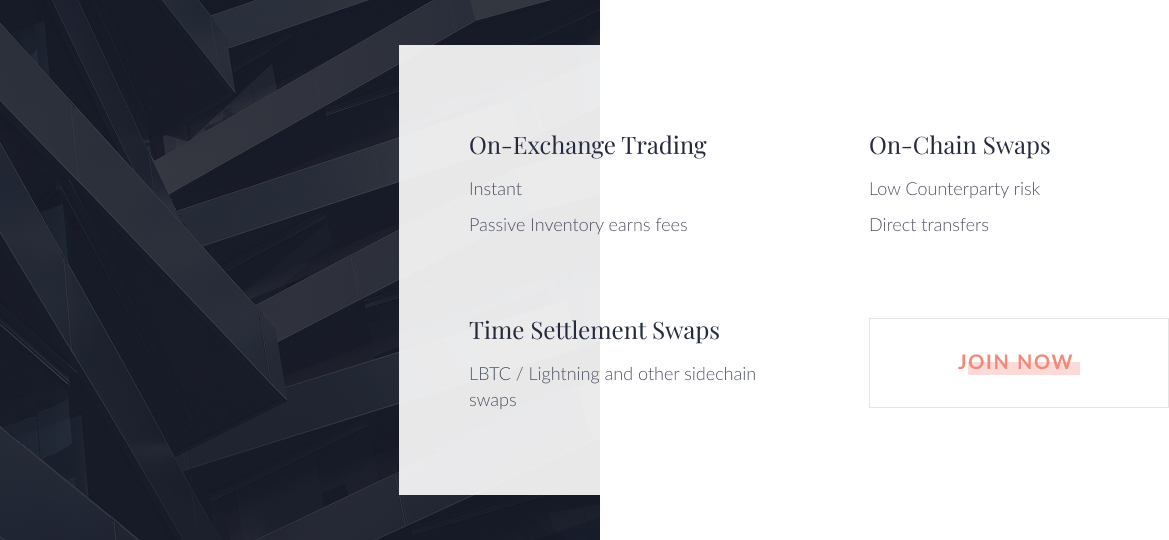 On-Exchange Trading
Instant
Passive Inventory earns fees
On-Chain Swaps
Low Counterparty risk
Direct transfers
Time Settlement Swaps
LBTC / Lightning and other sidechain
swaps
JOIN NOW